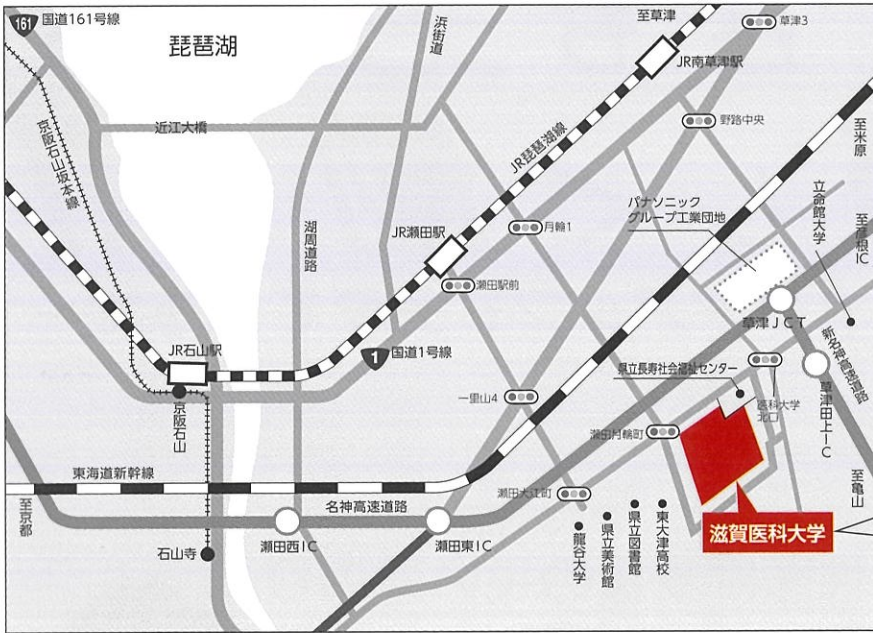 161
国道161号線
琵琶湖
浜街道
至草津
草津3
JR南草津駅
近江大橋
野路中央
京阪石山坂本線
JR琵琶湖線
至米原
立命館大学
パナソニック
グループ工業団地
至彦根IC
湖周道路
JR瀬田駅
月輪1
瀬田駅前
草津JCT
新名神高速道路
JR石山駅
1
国道1号線
県立長寿社会福祉センター
京阪石山
一里山4
医科大学
北口
草津田上IC
瀬田月輪町
東海道新幹線
至京都
名神高速道路
瀬田大江町
至亀山
石山寺
瀬田西IC
瀬田東IC
龍谷大学
県立美術館
県立図書館
東大津高校
滋賀医科大学